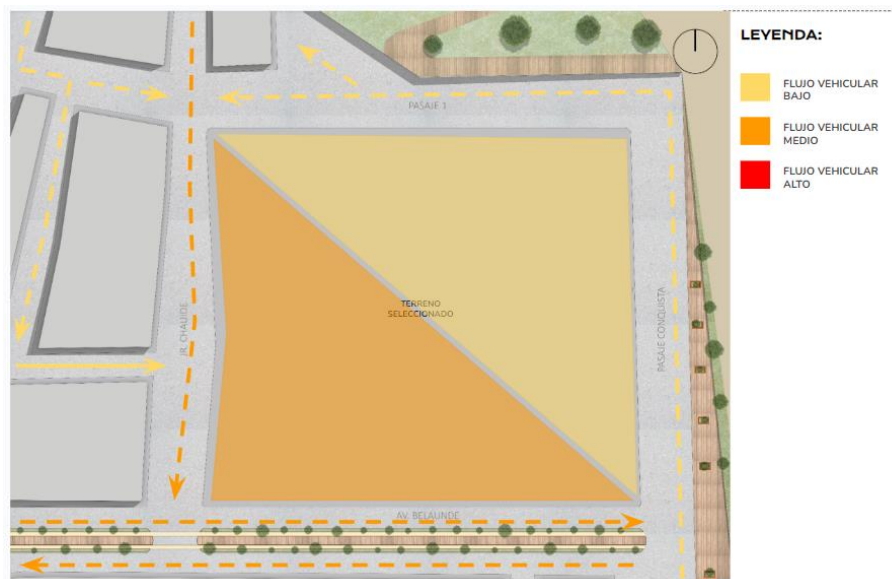 LEYENDA:
FLUJO VEHICULAR
BAJO
FLUJO VEHICULAR
MEDIO
FLUJO VEHICULAR
ALTO
PASAJE 1
JR. CHAUIDE
TERRENO
SELECCIONADO
PASAJE CONQUISTA
AV. BELAUNDE